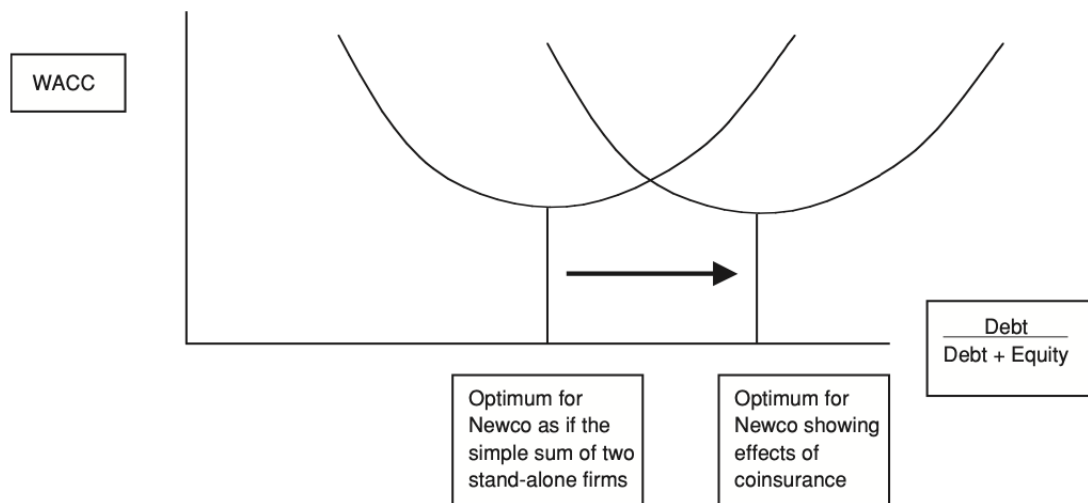 WACC
Debt
Debt + Equity
Optimum for
Newco as if the
simple sum of two
stand-alone firms
Optimum for
Newco showing
effects of
coinsurance